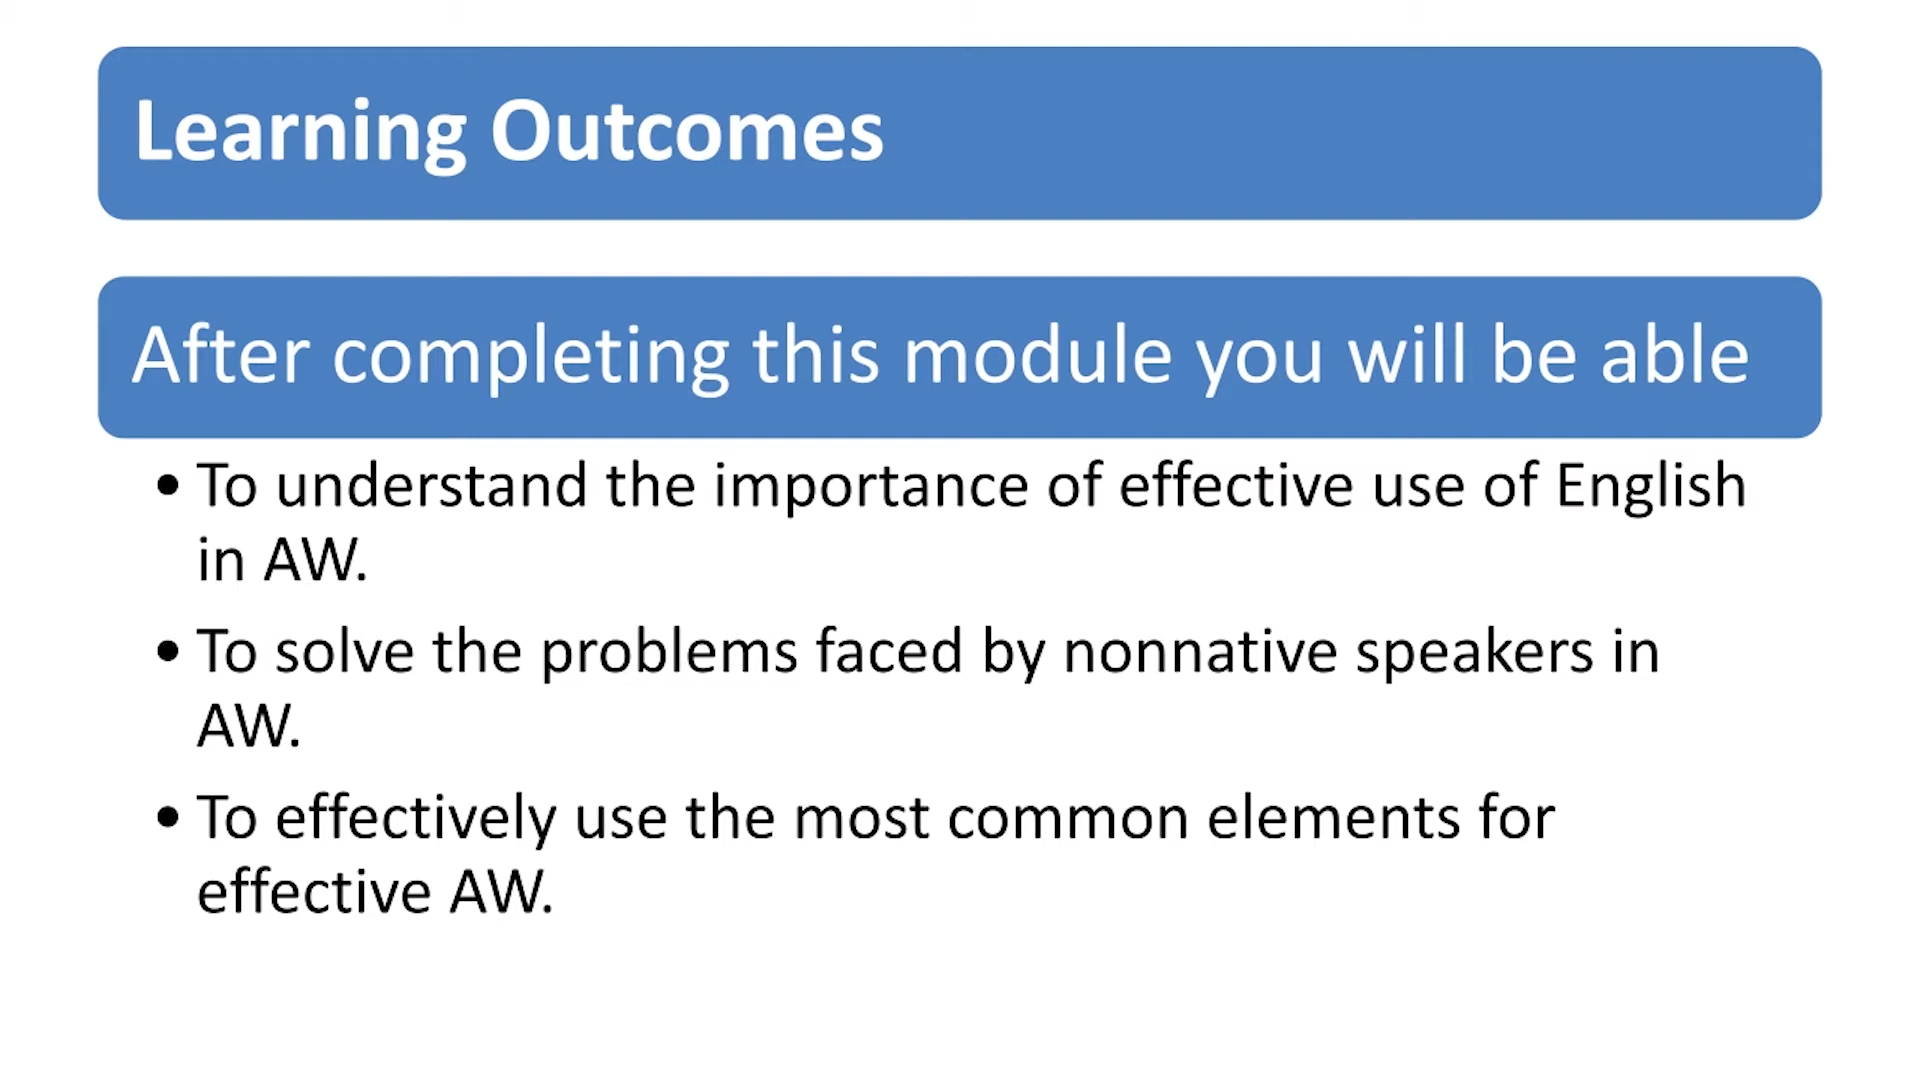 Learning Outcomes
After completing this module you will be able
• To understand the importance of effective use of English
in AW.
• To solve the problems faced by nonnative speakers in
AW.
• To effectively use the most common elements for
effective AW.